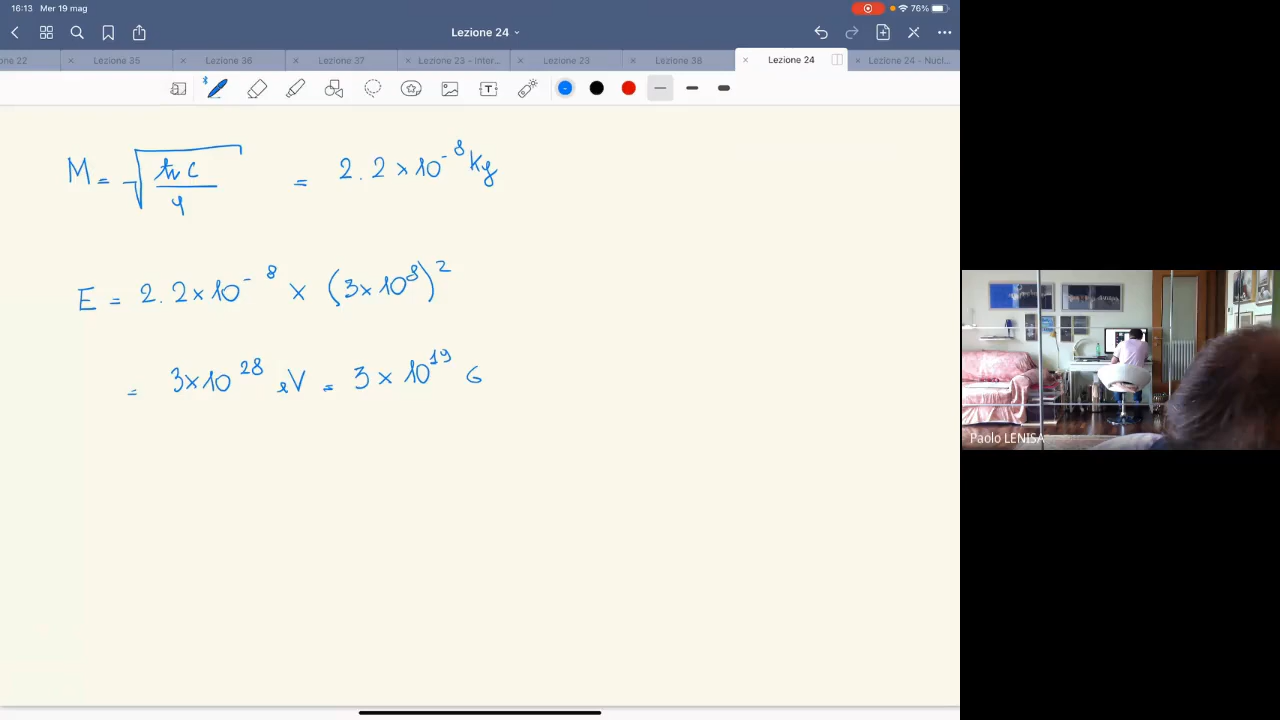 16:13 Mer 19 mag
76%
Lezione 24
ne 22
Lezione 35
Lezione 36
Lezione 37
Lezione 23 - Inter...
Lezione 23
Lezione 38
Lezione 24
Lezione 24 - Nucl...
M = √(ħc/G) = 2.2 × 10⁻⁸ Kg
E = 2.2 × 10⁻⁸ × (3 × 10⁸)²
= 3 × 10²⁸ eV = 3 × 10¹⁹ G
Paolo LENISA